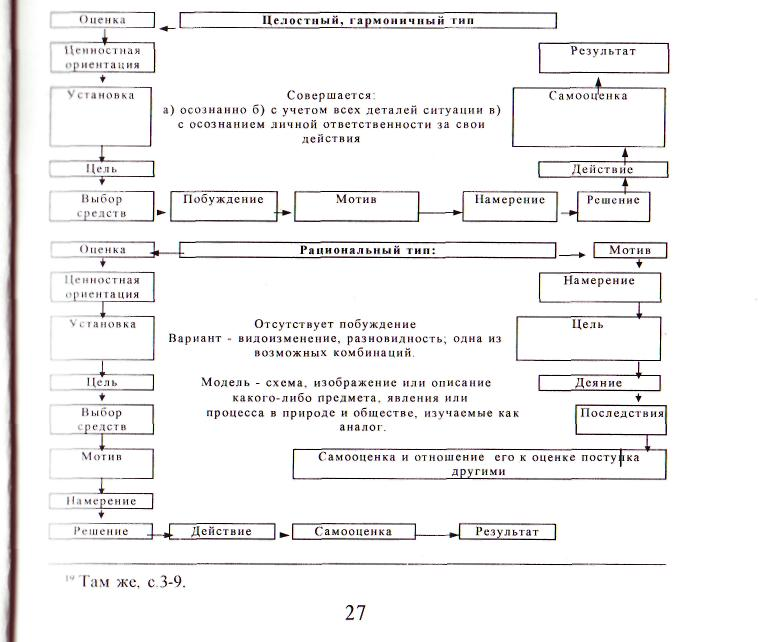 Оценка
Целостный, гармоничный тип
Ценностная
ориентация
Результат
Установка
Совершается:
а) осознанно б) с учетом всех деталей ситуации в)
с осознанием личной ответственности за свои
действия
Самооценка
Цель
Действие
Выбор
средств
Побуждение
Мотив
Намерение
Решение
Оценка
Рациональный тип:
Мотив
Ценностная
ориентация
Намерение
Установка
Отсутствует побуждение
Вариант - видоизменение, разновидность; одна из
возможных комбинаций.
Цель
Цель
Модель - схема, изображение или описание
какого-либо предмета, явления или
процесса в природе и обществе, изучаемые как
аналог.
Деяние
Выбор
средств
Последствия
Мотив
Самооценка и отношение его к оценке поступка
другими
Намерение
Решение
Действие
Самооценка
Результат
19 Там же, с.3-9.
27